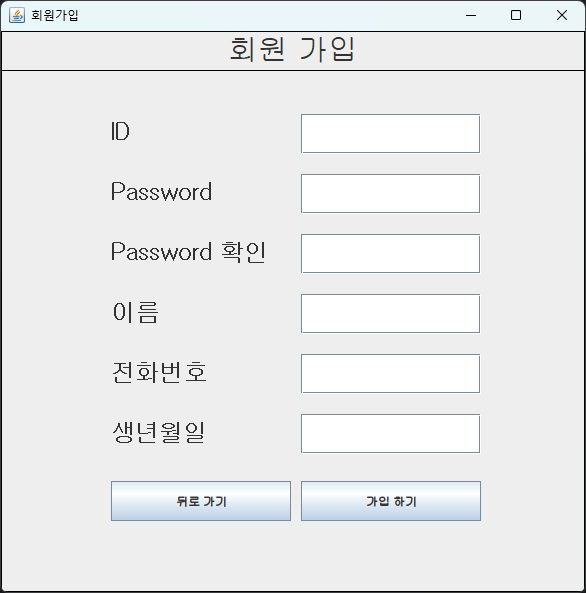 회원가입
회원 가입
ID
Password
Password 확인
이름
전화번호
생년월일
뒤로 가기 가입 하기